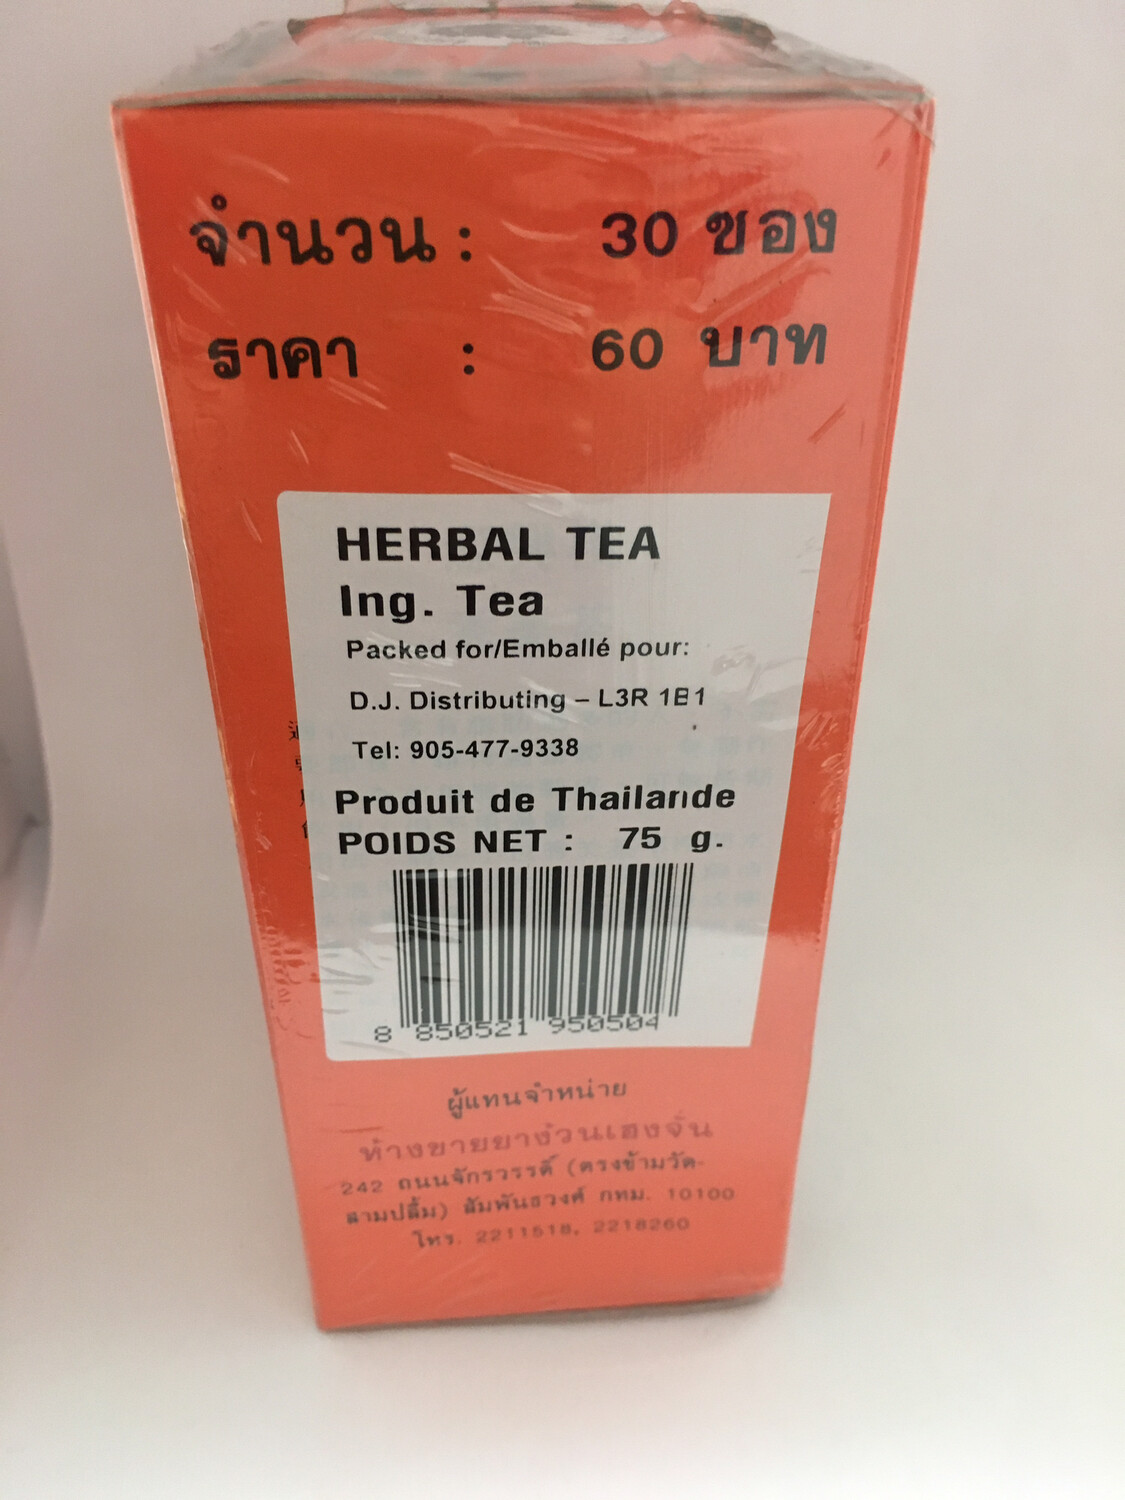 จำนวน : 30 ซอง
ราคา : 60 บาท
HERBAL TEA
Ing. Tea
Packed for/Emballé pour:
D.J. Distributing – L3R 1B1
Tel: 905-477-9338
Produit de Thailande
POIDS NET : 75 g.
8 850521 950504
ผู้แทนจำหน่าย
ห้างขายยาง่วนเฮงจั่น
242 ถนนจักรวรรดิ์ (ตรงข้ามวัด-
สามปลื้ม) สัมพันธวงศ์ กทม. 10100
โทร. 2211518, 2218260